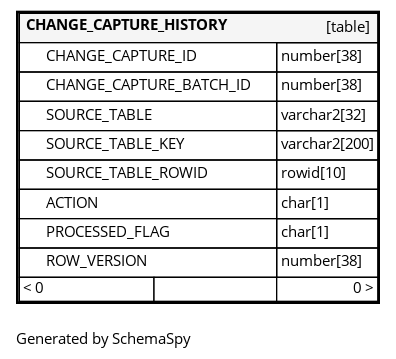 CHANGE_CAPTURE_HISTORY [table]
CHANGE_CAPTURE_ID number[38]
CHANGE_CAPTURE_BATCH_ID number[38]
SOURCE_TABLE varchar2[32]
SOURCE_TABLE_KEY varchar2[200]
SOURCE_TABLE_ROWID rowid[10]
ACTION char[1]
PROCESSED_FLAG char[1]
ROW_VERSION number[38]
< 0 0 >
Generated by SchemaSpy